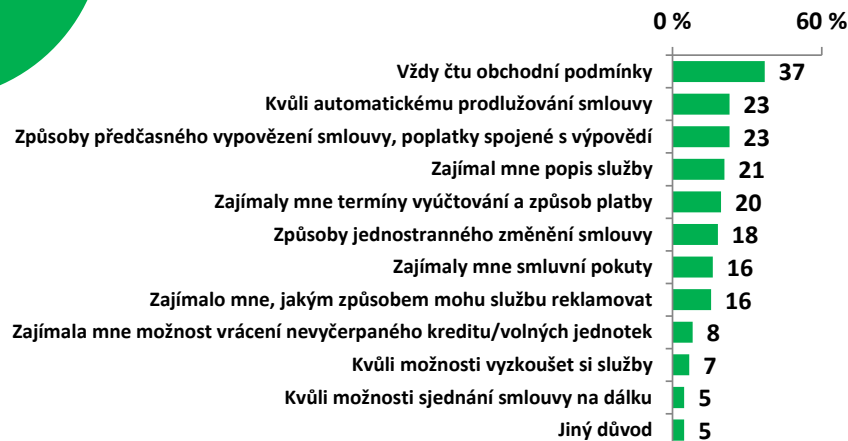 0 % 60 %
Vždy čtu obchodní podmínky 37
Kvůli automatickému prodlužování smlouvy 23
Způsoby předčasného vypovězení smlouvy, poplatky spojené s výpovědí 23
Zajímal mne popis služby 21
Zajímaly mne termíny vyúčtování a způsob platby 20
Způsoby jednostranného změnění smlouvy 18
Zajímaly mne smluvní pokuty 16
Zajímalo mne, jakým způsobem mohu službu reklamovat 16
Zajímala mne možnost vrácení nevyčerpaného kreditu/volných jednotek 8
Kvůli možnosti vyzkoušet si služby 7
Kvůli možnosti sjednání smlouvy na dálku 5
Jiný důvod 5